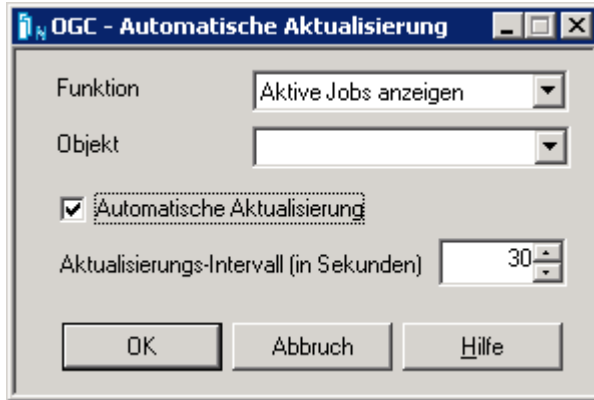 OGC - Automatische Aktualisierung
Funktion Aktive Jobs anzeigen
Objekt
Automatische Aktualisierung
Aktualisierungs-Intervall (in Sekunden) 30
OK Abbruch Hilfe